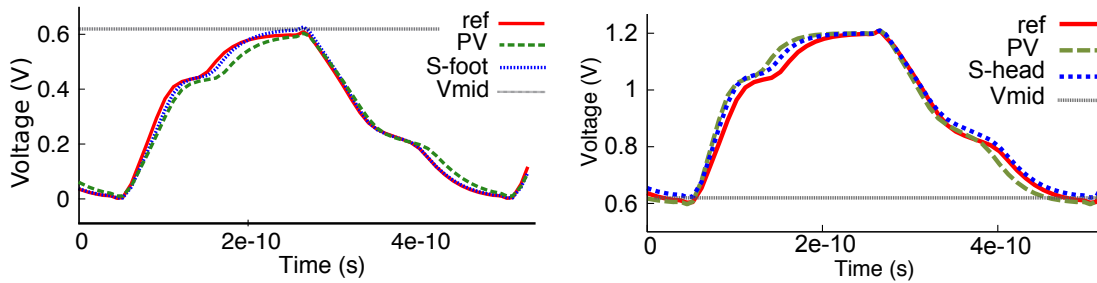 0.6
0.4
0.2
0
Voltage (V)
ref
PV
S-foot
Vmid
0
2e-10
4e-10
Time (s)
1.2
1
0.8
0.6
Voltage (V)
ref
PV
S-head
Vmid
0
2e-10
4e-10
Time (s)